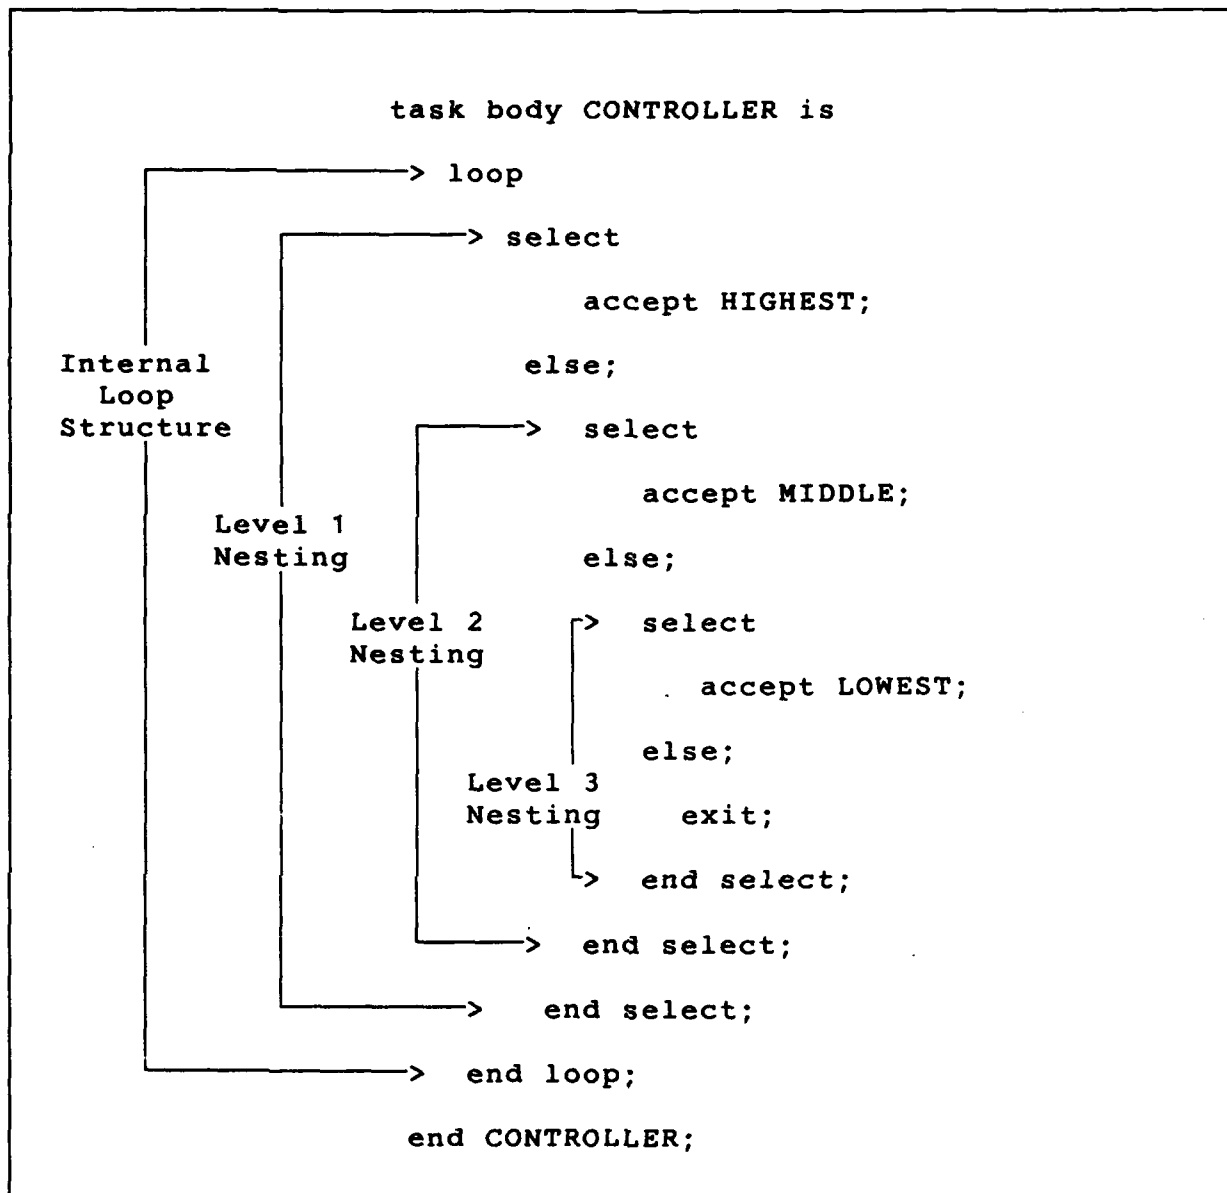 task body CONTROLLER is
> loop
> select
accept HIGHEST;
Internal
else;
Loop
Structure
> select
accept MIDDLE;
Level 1
Nesting
else;
Level 2
> select
Nesting
accept LOWEST;
else;
Level 3
Nesting
exit;
> end select;
> end select;
> end select;
> end loop;
end CONTROLLER;